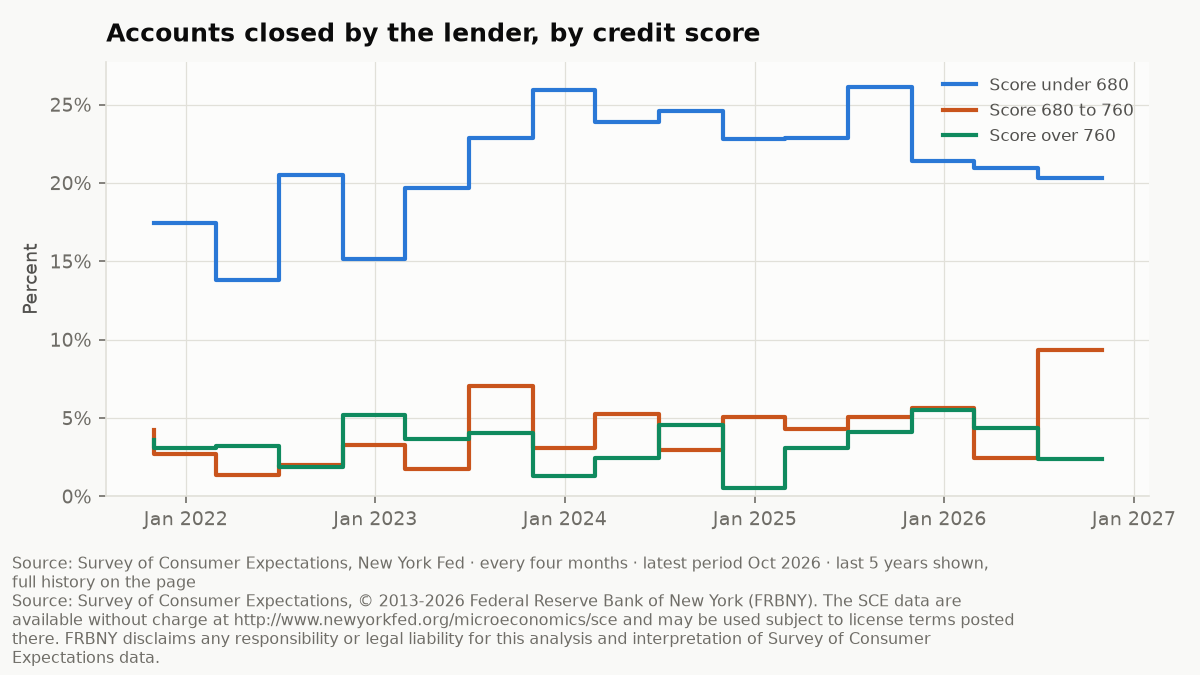 Accounts closed by the lender, by credit score
Score under 680
Score 680 to 760
Score over 760
Percent
25%
20%
15%
10%
5%
0%
Jan 2022
Jan 2023
Jan 2024
Jan 2025
Jan 2026
Jan 2027
Source: Survey of Consumer Expectations, New York Fed · every four months · latest period Oct 2026 · last 5 years shown,
full history on the page
Source: Survey of Consumer Expectations, © 2013-2026 Federal Reserve Bank of New York (FRBNY). The SCE data are
available without charge at http://www.newyorkfed.org/microeconomics/sce and may be used subject to license terms posted
there. FRBNY disclaims any responsibility or legal liability for this analysis and interpretation of Survey of Consumer
Expectations data.